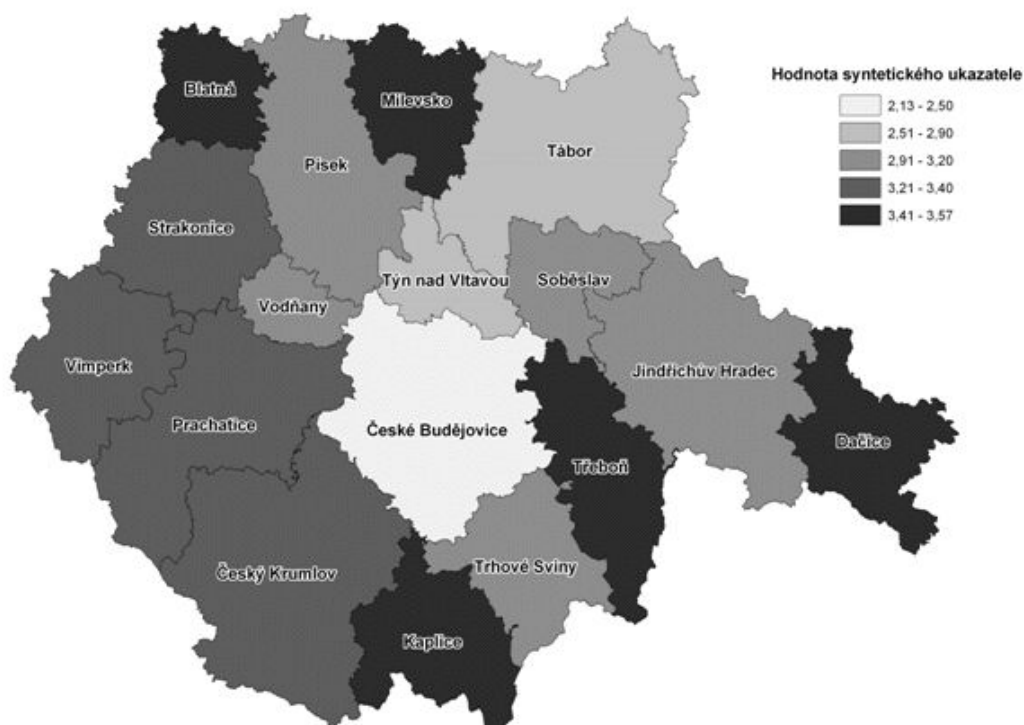 Hodnota syntetického ukazatele
2,13 - 2,50
2,51 - 2,90
2,91 - 3,20
3,21 - 3,40
3,41 - 3,57
Blatná
Milevsko
Tábor
Písek
Strakonice
Týn nad Vltavou
Soběslav
Vodňany
Vimperk
Jindřichův Hradec
Prachatice
České Budějovice
Dačice
Třeboň
Český Krumlov
Trhové Sviny
Kaplice